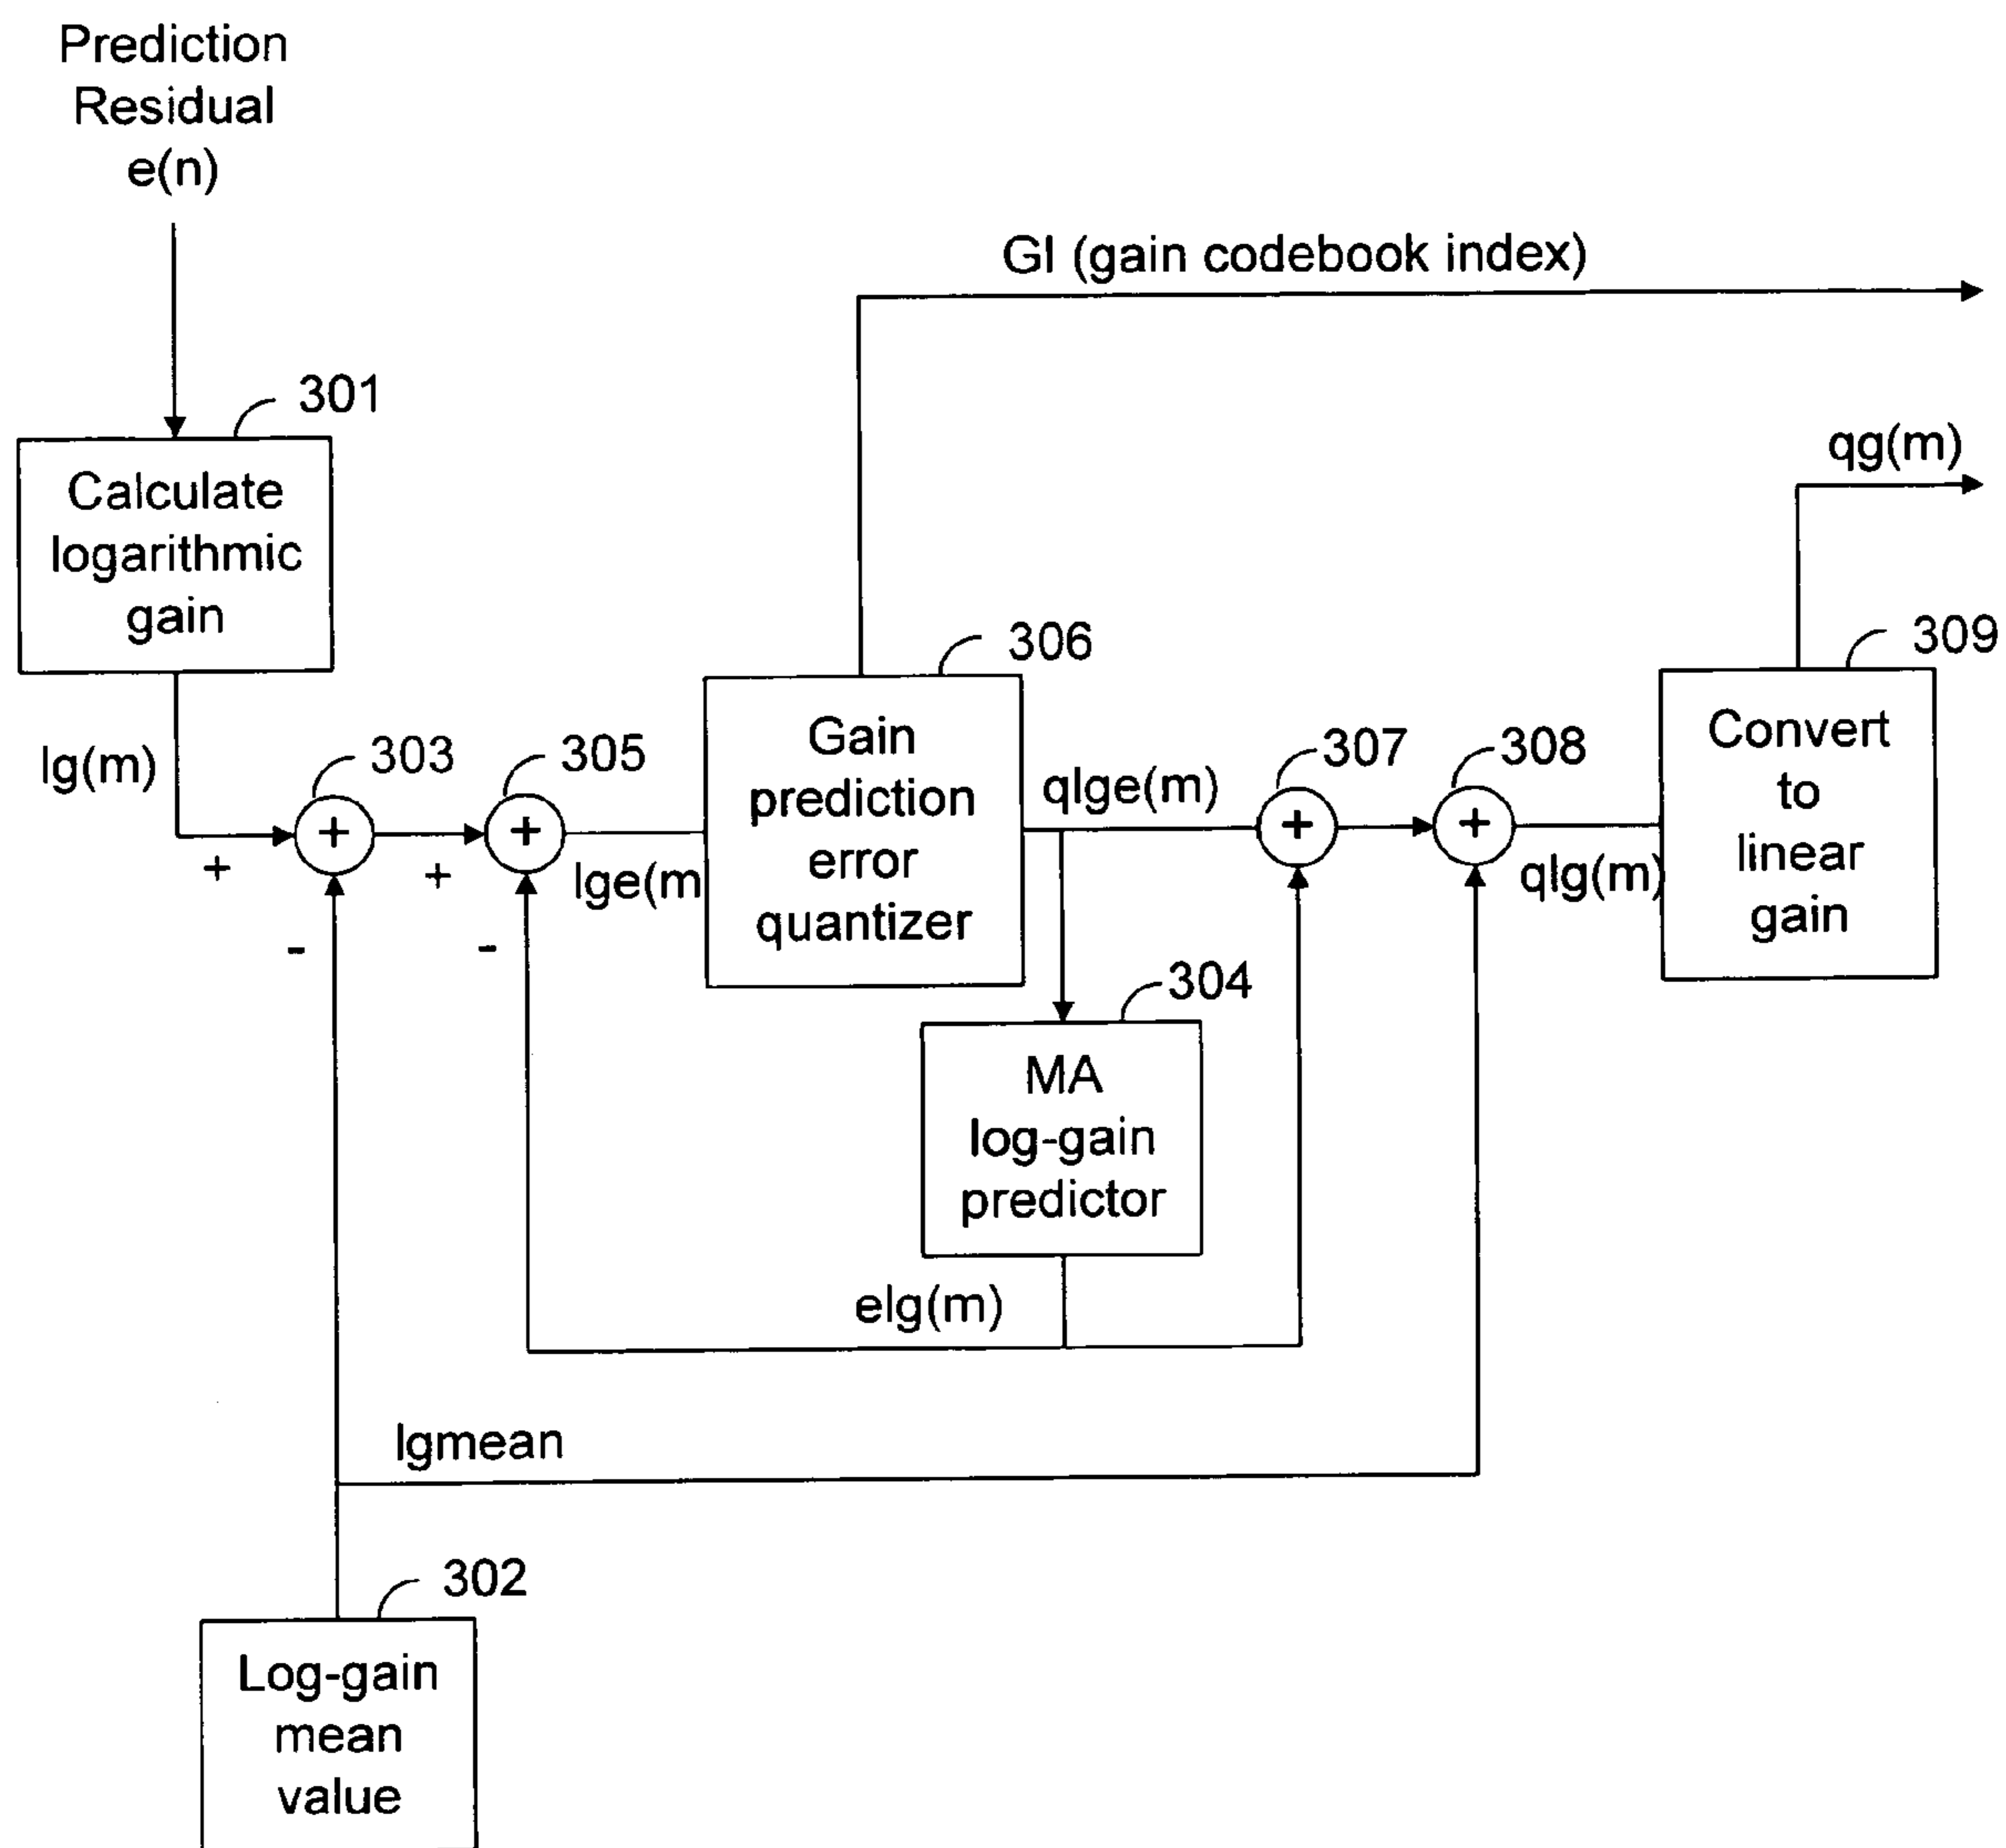 Prediction
Residual
e(n)
GI (gain codebook index)
301
qg(m)
Calculate
logarithmic
gain
306
309
lg(m)
303
305
Gain
prediction
error
quantizer
qlge(m)
307
308
Convert
to
linear
gain
+
+
+
+
+
+
lge(m
qlg(m)
-
-
304
MA
log-gain
predictor
elg(m)
lgmean
302
Log-gain
mean
value